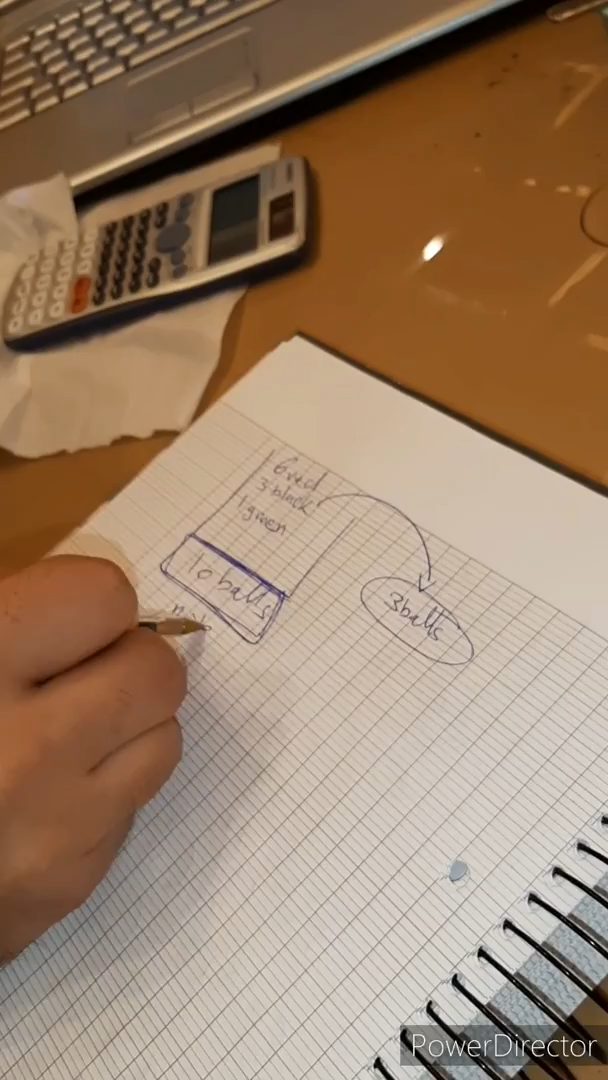 6 red
3 black
1 green
10 balls
3 balls
PowerDirector